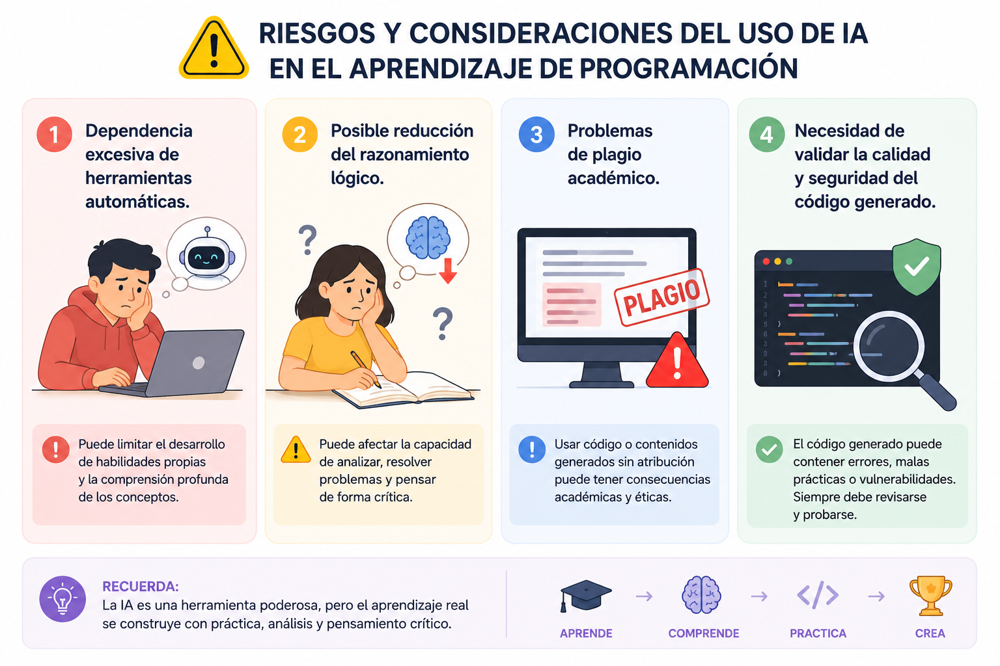 RIESGOS Y CONSIDERACIONES DEL USO DE IA
EN EL APRENDIZAJE DE PROGRAMACIÓN
1
Dependencia
excesiva de
herramientas
automáticas.
Puede limitar el desarrollo
de habilidades propias
y la comprensión profunda
de los conceptos.
2
Posible reducción
del razonamiento
lógico.
?
?
Puede afectar la capacidad
de analizar, resolver
problemas y pensar
de forma crítica.
3
Problemas
de plagio
académico.
PLAGIO
Usar código o contenidos
generados sin atribución
puede tener consecuencias
académicas y éticas.
4
Necesidad de
validar la calidad
y seguridad del
código generado.
El código generado puede
contener errores, malas
prácticas o vulnerabilidades.
Siempre debe revisarse
y probarse.
RECUERDA:
La IA es una herramienta poderosa, pero el aprendizaje real
se construye con práctica, análisis y pensamiento crítico.
APRENDE
COMPRENDE
</>
PRACTICA
CREA